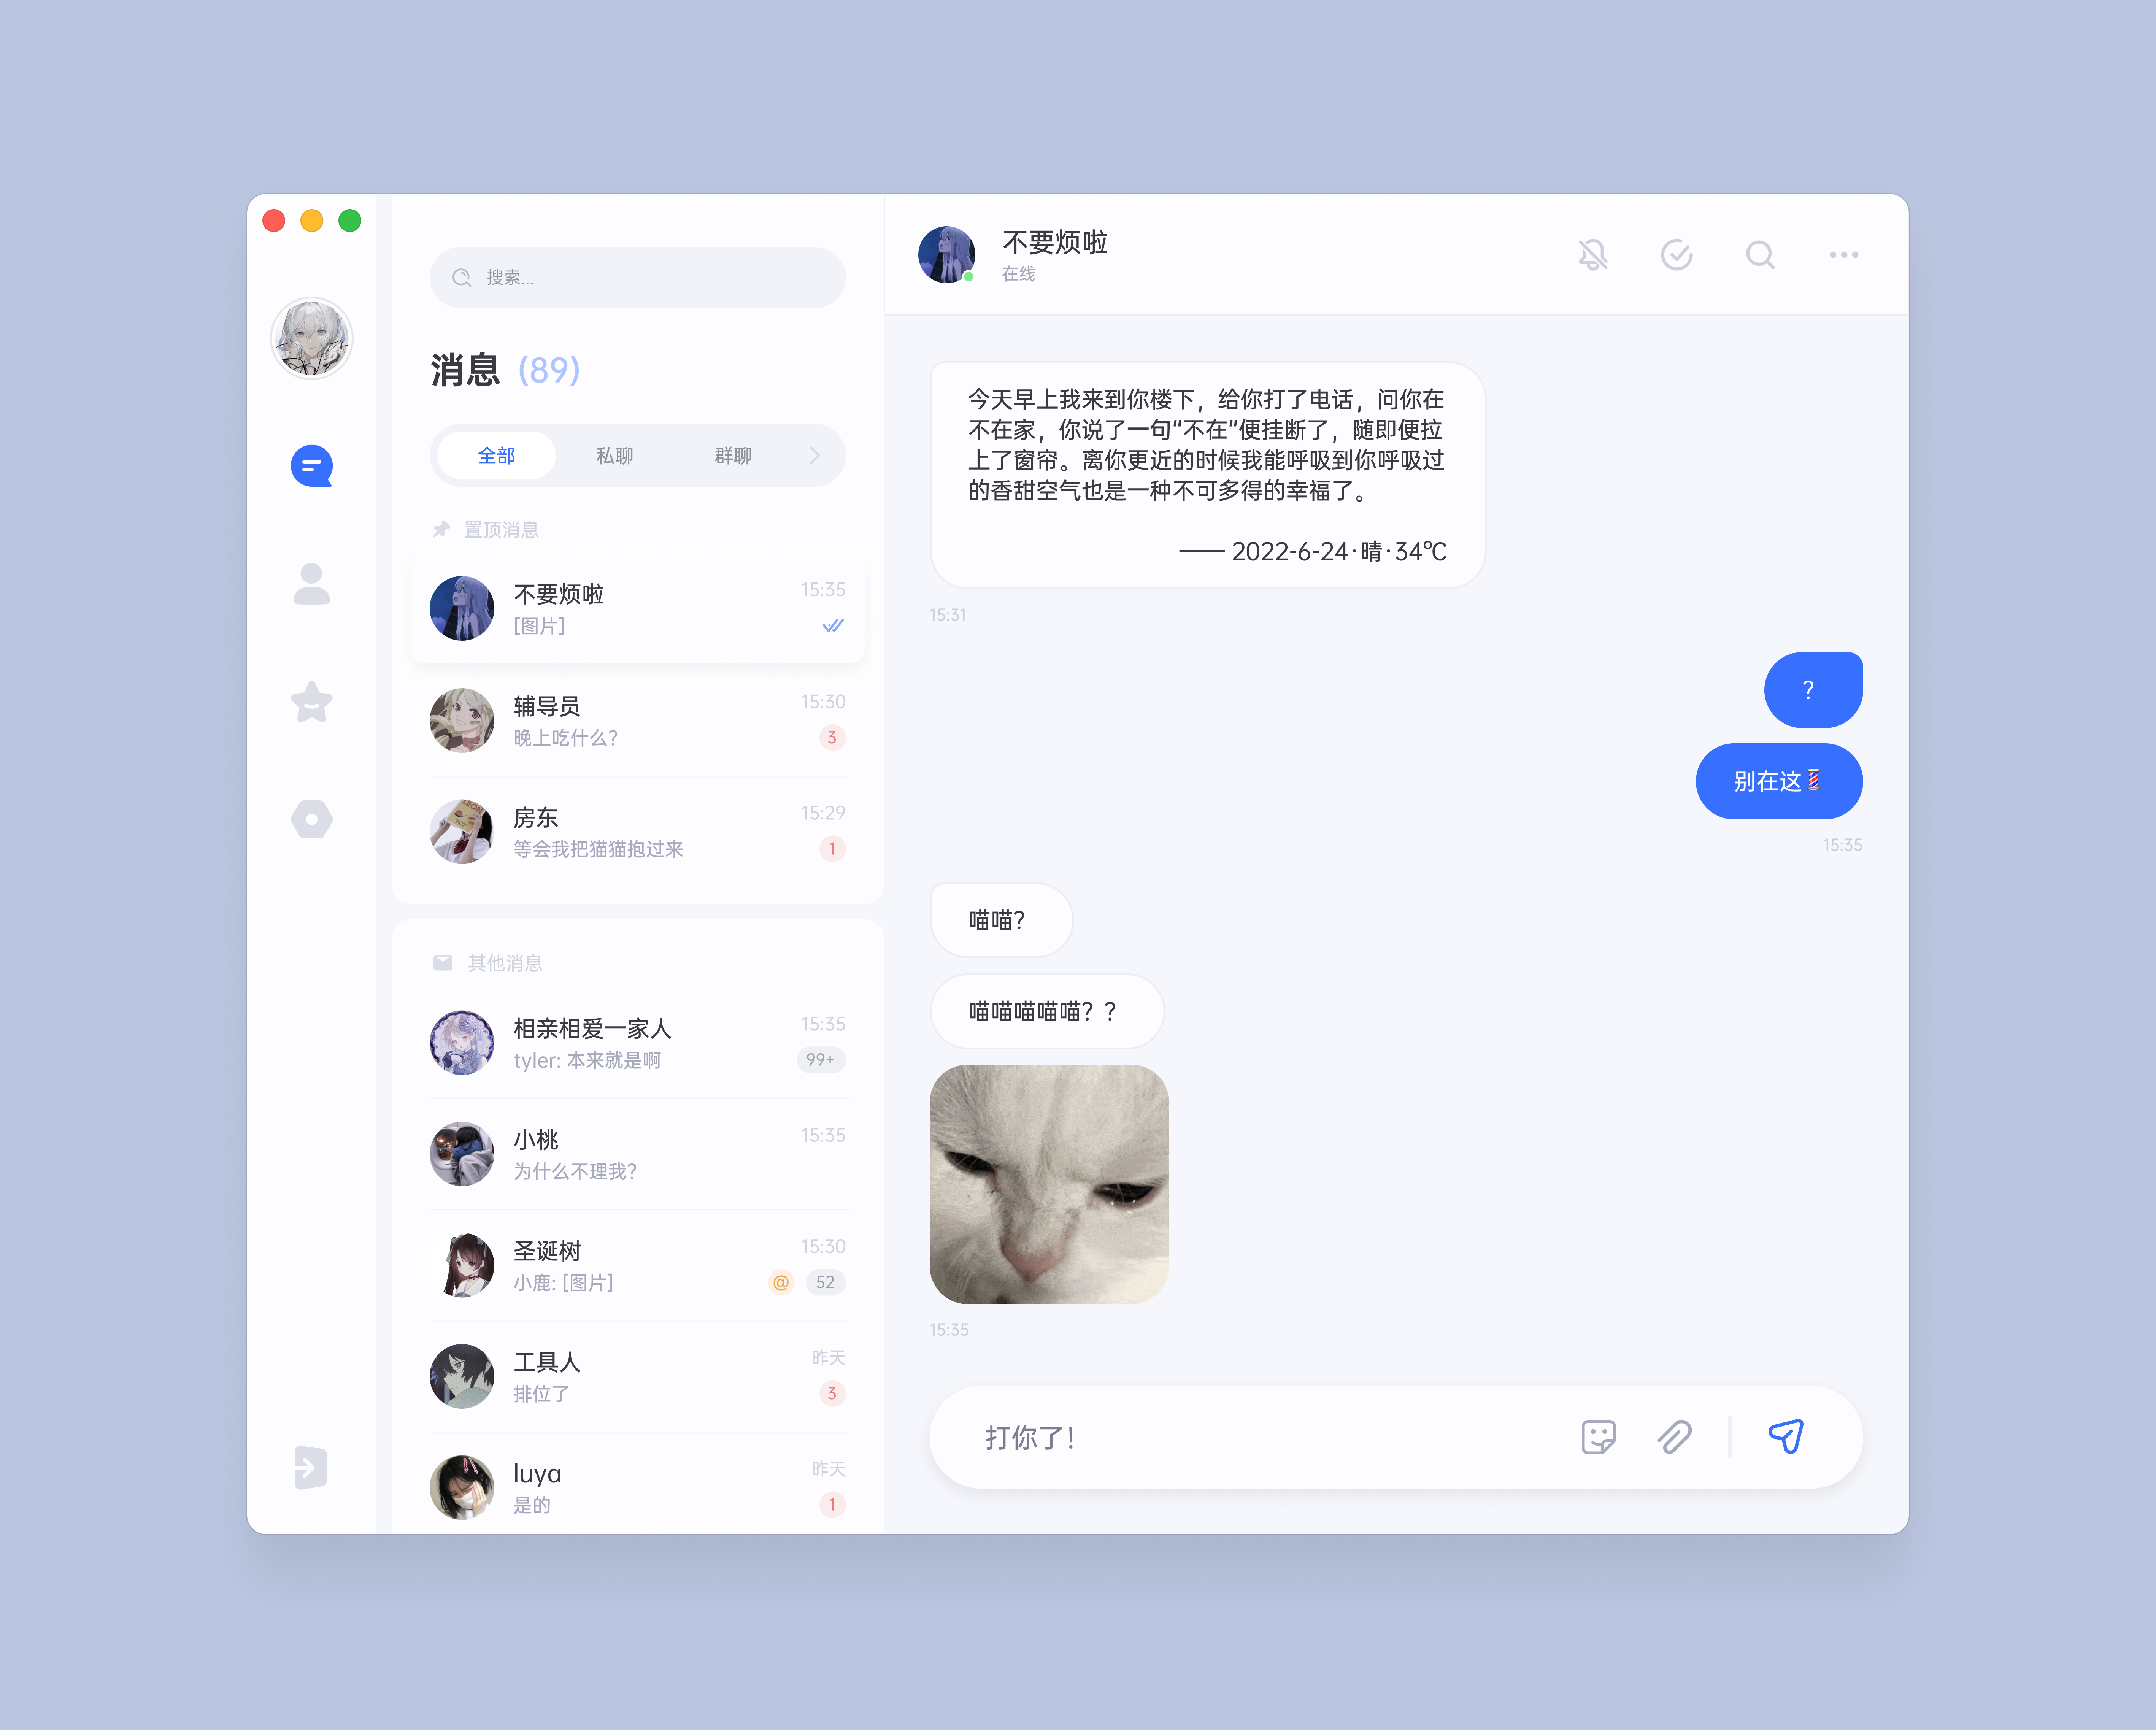 搜索...
消息 (89)
全部 私聊 群聊
置顶消息
不要烦啦 15:35
[图片]
辅导员 15:30
晚上吃什么? 3
房东 15:29
等会我把猫猫抱过来 1
其他消息
相亲相爱一家人 15:35
tyler: 本来就是啊 99+
小桃 15:35
为什么不理我?
圣诞树 15:30
小鹿: [图片] @ 52
工具人 昨天
排位了 3
luya 昨天
是的 1
不要烦啦
在线
今天早上我来到你楼下，给你打了电话，问你在
不在家，你说了一句"不在"便挂断了，随即便拉
上了窗帘。离你更近的时候我能呼吸到你呼吸过
的香甜空气也是一种不可多得的幸福了。
—— 2022-6-24·晴·34℃
15:31
？
别在这💈
15:35
喵喵?
喵喵喵喵喵? ?
15:35
打你了!